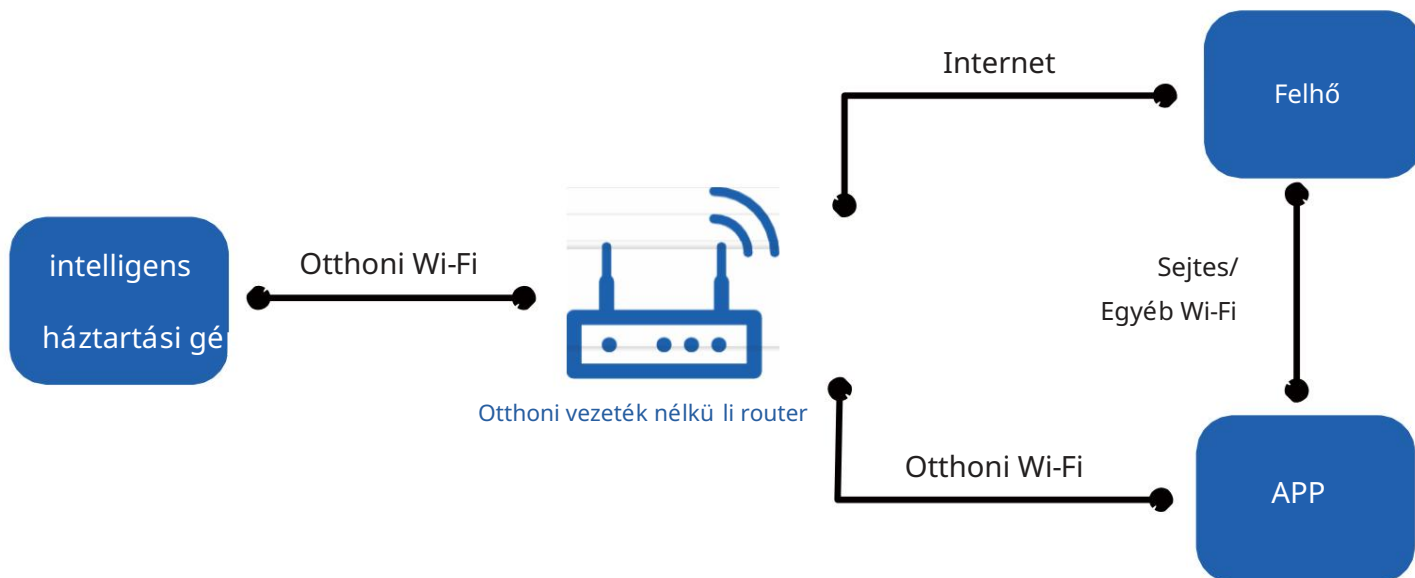 Internet
Felhő
intelligens
háztartási gé
Otthoni Wi-Fi
Sejtes/
Egyéb Wi-Fi
Otthoni vezeték nélkü li router
Otthoni Wi-Fi
APP